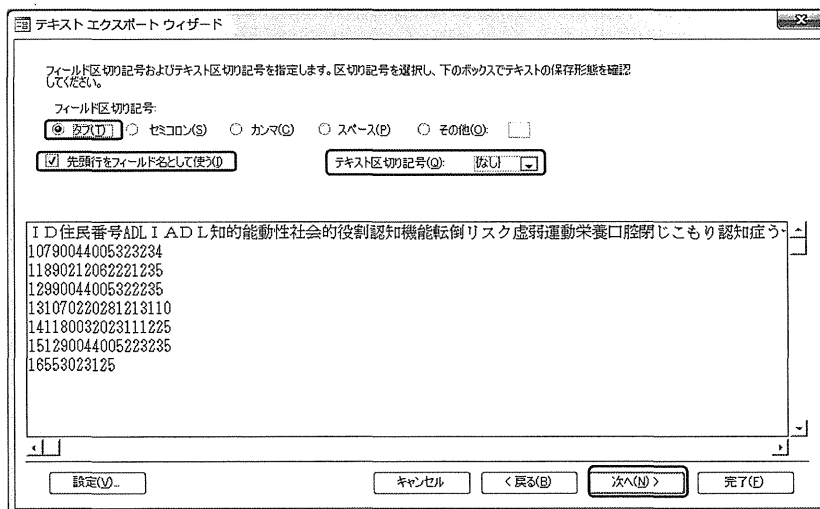 テキスト エクスポート ウィザード
フィールド区切り記号およびテキスト区切り記号を指定します。区切り記号を選択し、下のボックスでテキストの保存形態を確認
してください。
フィールド区切り記号:
タブ(T) セミコロン(S) カンマ(C) スペース(P) その他(O):
先頭行をフィールド名として使う(I) テキスト区切り記号(Q): {なし}
ＩＤ住民番号ADLＩＡＤＬ知的能動性社会的役割認知機能転倒リスク虚弱運動栄養口腔閉じこもり認知症う
10790044005323234
11890212062221235
12990044005322235
131070220281213110
141180032023111225
151290044005223235
16553023125
設定(V)... キャンセル < 戻る(B) 次へ(N) > 完了(F)